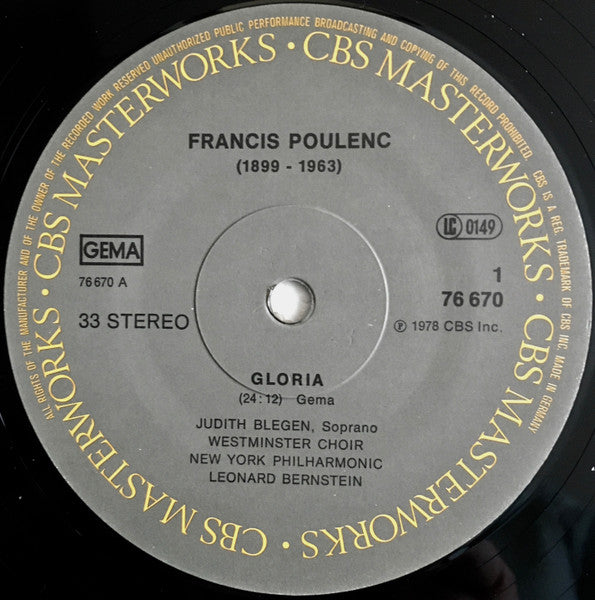 ALL RIGHTS OF THE MANUFACTURER AND OF THE OWNER OF THE RECORDED WORK RESERVED UNAUTHORIZED PUBLIC PERFORMANCE BROADCASTING AND COPYING OF THIS RECORD PROHIBITED. CBS IS A REG. TRADEMARK OF CBS INC. MADE IN GERMANY
CBS MASTERWORKS · CBS MASTERWORKS · CBS MASTERWORKS · CBS MASTERWORKS ·
FRANCIS POULENC
(1899 - 1963)
GEMA
LC 0149
76 670 A
1
76 670
33 STEREO
℗ 1978 CBS Inc.
GLORIA
(24:12) Gema
JUDITH BLEGEN, Soprano
WESTMINSTER CHOIR
NEW YORK PHILHARMONIC
LEONARD BERNSTEIN